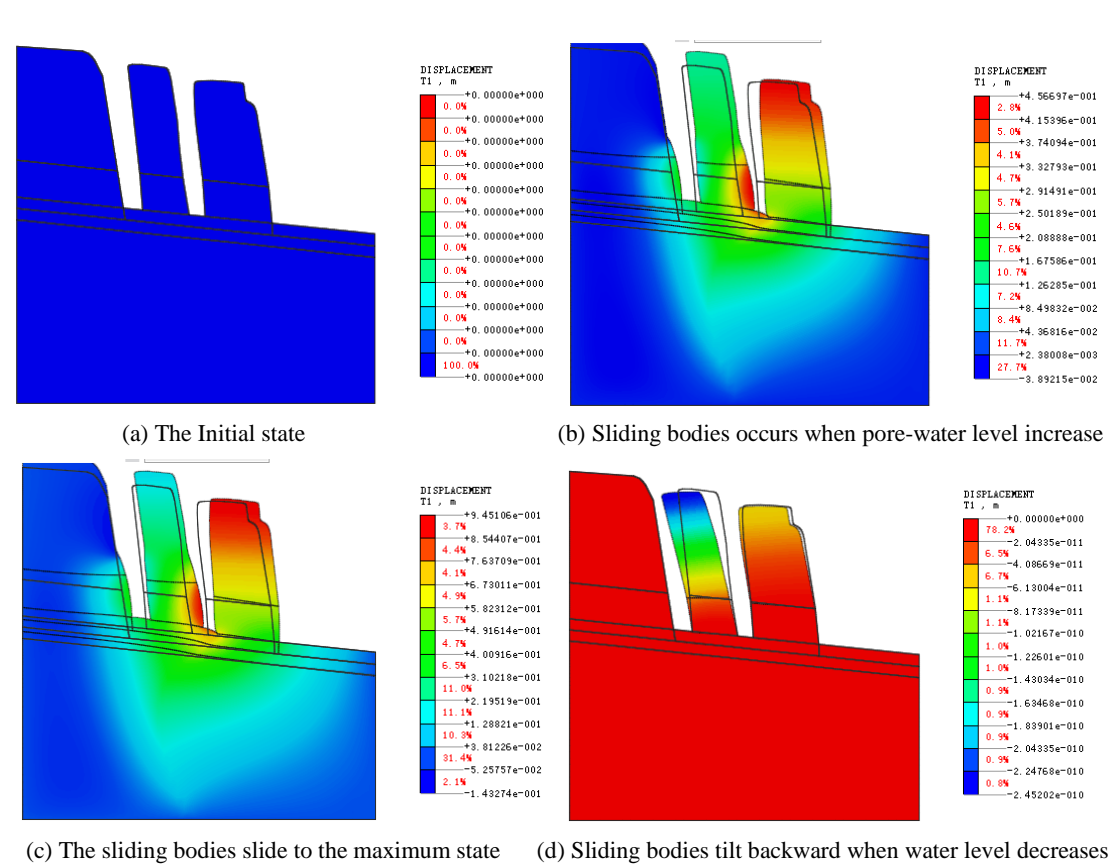 DISPLACEMENT
T1 , m
+0.00000e+000
0.0%
+0.00000e+000
0.0%
+0.00000e+000
0.0%
+0.00000e+000
0.0%
+0.00000e+000
0.0%
+0.00000e+000
0.0%
+0.00000e+000
0.0%
+0.00000e+000
0.0%
+0.00000e+000
0.0%
+0.00000e+000
0.0%
+0.00000e+000
0.0%
+0.00000e+000
100.0%
+0.00000e+000
(a) The Initial state
DISPLACEMENT
T1 , m
+4.56697e-001
2.8%
+4.15396e-001
5.0%
+3.74094e-001
4.1%
+3.32793e-001
4.7%
+2.91491e-001
5.7%
+2.50189e-001
4.6%
+2.08888e-001
7.6%
+1.67586e-001
10.7%
+1.26285e-001
7.2%
+8.49832e-002
8.4%
+4.36816e-002
11.7%
+2.38008e-003
27.7%
-3.89215e-002
(b) Sliding bodies occurs when pore-water level increase
DISPLACEMENT
T1 , m
+9.45106e-001
3.7%
+8.54407e-001
4.4%
+7.63709e-001
4.1%
+6.73011e-001
4.9%
+5.82312e-001
5.7%
+4.91614e-001
4.7%
+4.00916e-001
6.5%
+3.10218e-001
11.0%
+2.19519e-001
11.1%
+1.28821e-001
10.3%
+3.81226e-002
31.4%
-5.25757e-002
2.1%
-1.43274e-001
(c) The sliding bodies slide to the maximum state
DISPLACEMENT
T1 , m
+0.00000e+000
78.2%
-2.04335e-011
6.5%
-4.08669e-011
6.7%
-6.13004e-011
1.1%
-8.17339e-011
1.1%
-1.02167e-010
1.0%
-1.22601e-010
1.0%
-1.43034e-010
0.9%
-1.63468e-010
0.9%
-1.83901e-010
0.9%
-2.04335e-010
0.9%
-2.24768e-010
0.8%
-2.45202e-010
(d) Sliding bodies tilt backward when water level decreases